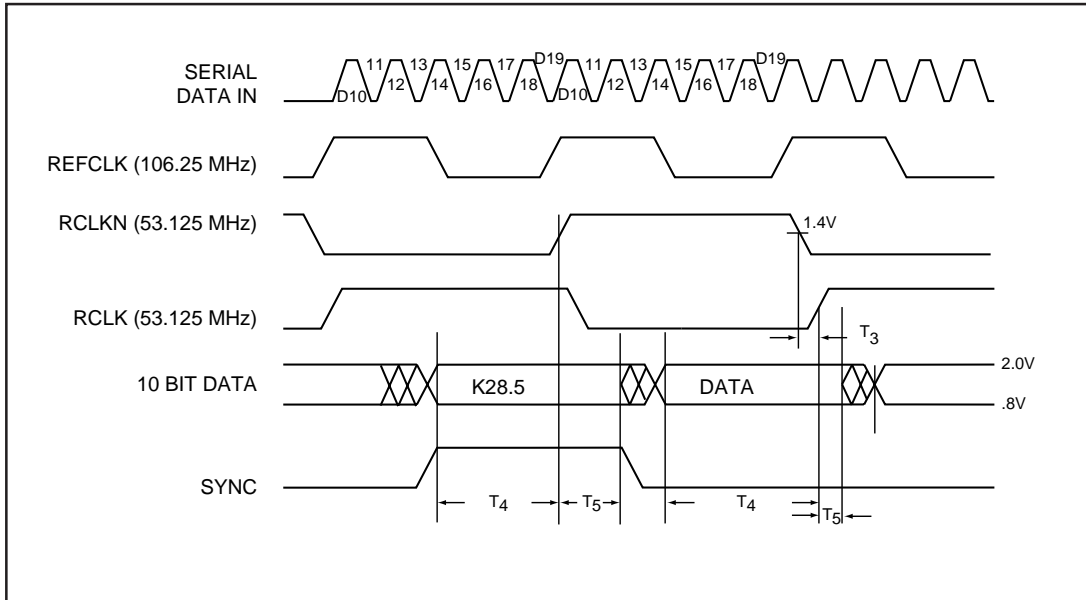 SERIAL
DATA IN
11 13 15 17 D19 11 13 15 17 D19
D10 12 14 16 18 D10 12 14 16 18
REFCLK (106.25 MHz)
RCLKN (53.125 MHz)
1.4V
RCLK (53.125 MHz)
T3
10 BIT DATA
K28.5
DATA
2.0V
.8V
SYNC
T4
T5
T4
T5